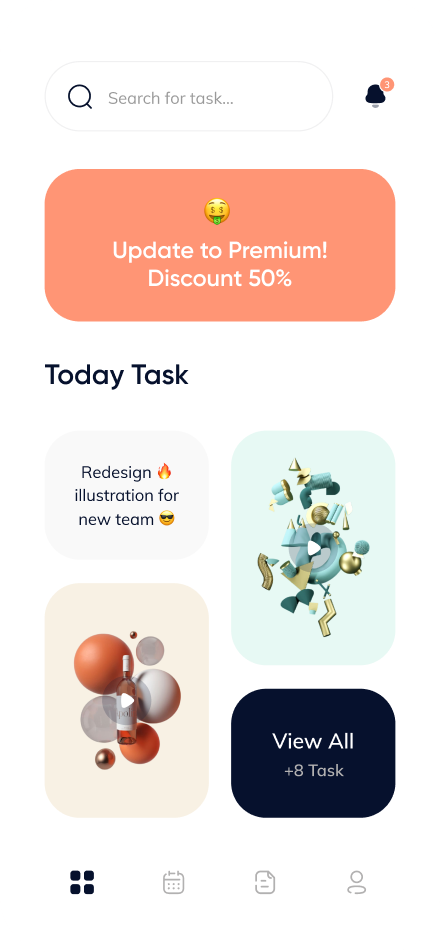 Search for task...
3
Update to Premium!
Discount 50%
Today Task
Redesign 🔥
illustration for
new team 😎
View All
+8 Task